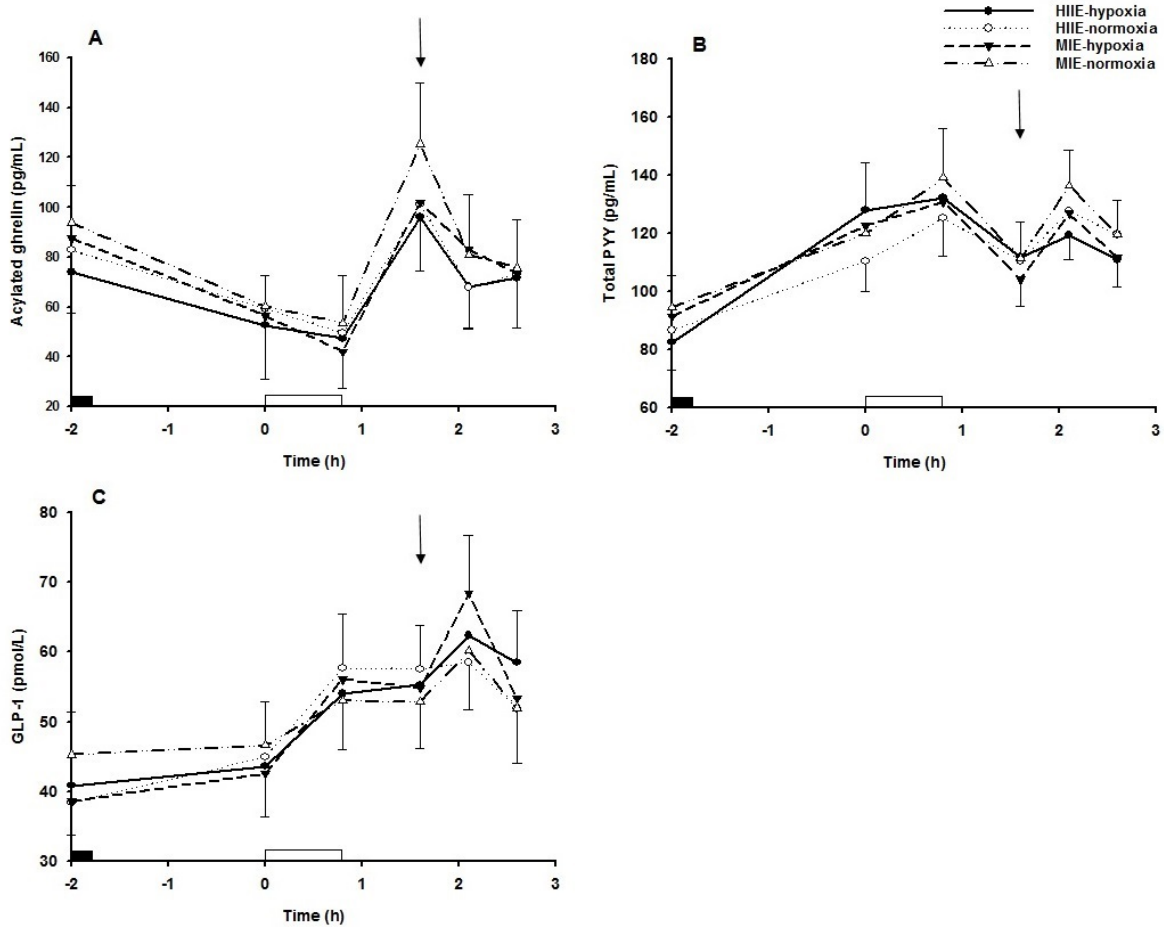 HIIE-hypoxia
HIIE-normoxia
MIE-hypoxia
MIE-normoxia
A
160
140
120
100
80
60
40
20
Acylated ghrelin (pg/mL)
-2 -1 0 1 2 3
Time (h)
B
180
160
140
120
100
80
60
Total PYY (pg/mL)
-2 -1 0 1 2 3
Time (h)
C
80
70
60
50
40
30
GLP-1 (pmol/L)
-2 -1 0 1 2 3
Time (h)